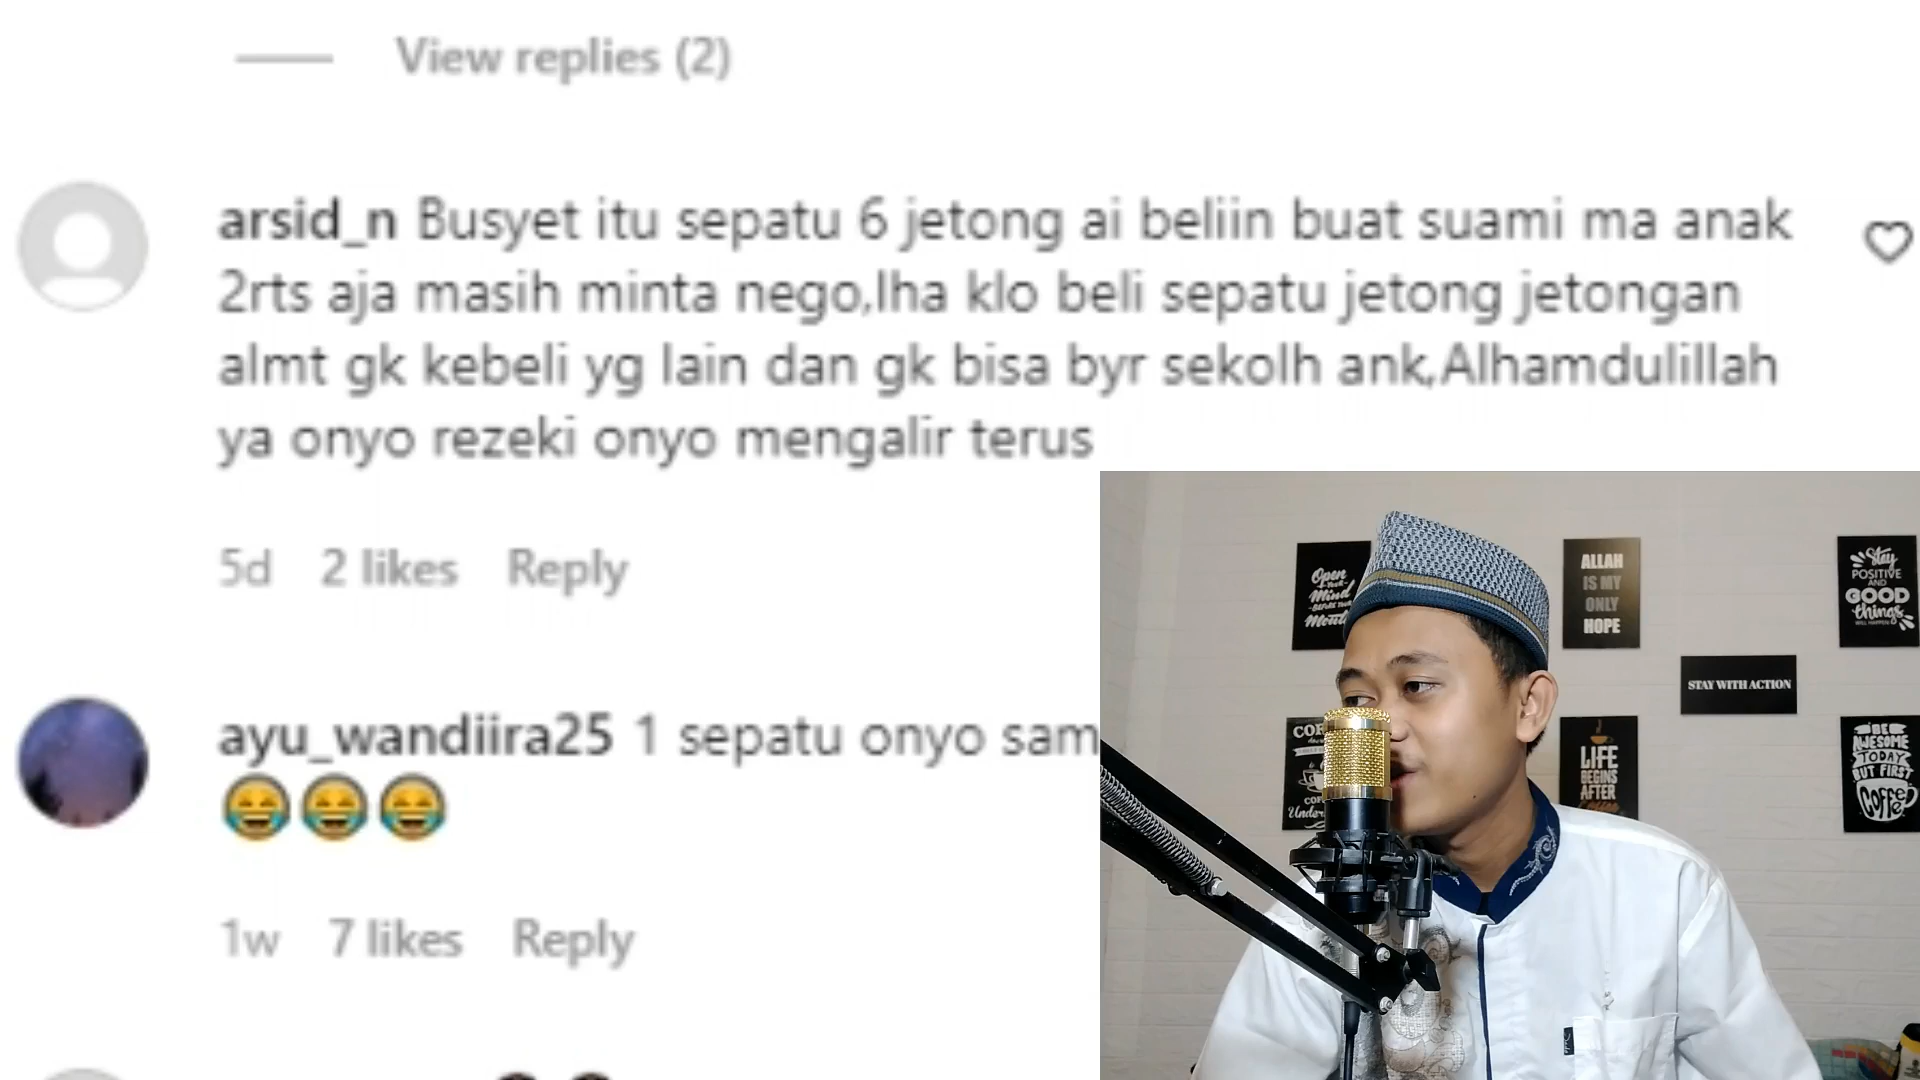 View replies (2)
arsid_n Busyet itu sepatu 6 jetong ai beliin buat suami ma anak
2rts aja masih minta nego,lha klo beli sepatu jetong jetongan
almt gk kebeli yg lain dan gk bisa byr sekolh ank,Alhamdulillah
ya onyo rezeki onyo mengalir terus
5d 2 likes Reply
ayu_wandiira25 1 sepatu onyo sam
😂😂😂
1w 7 likes Reply
Open
Mind
ALLAH
IS MY
ONLY
HOPE
Stay
POSITIVE
AND
GOOD
things
WILL HAPPEN
STAY WITH ACTION
LIFE
BEGINS
AFTER
BE
AWESOME
TODAY
BUT FIRST
Coffee